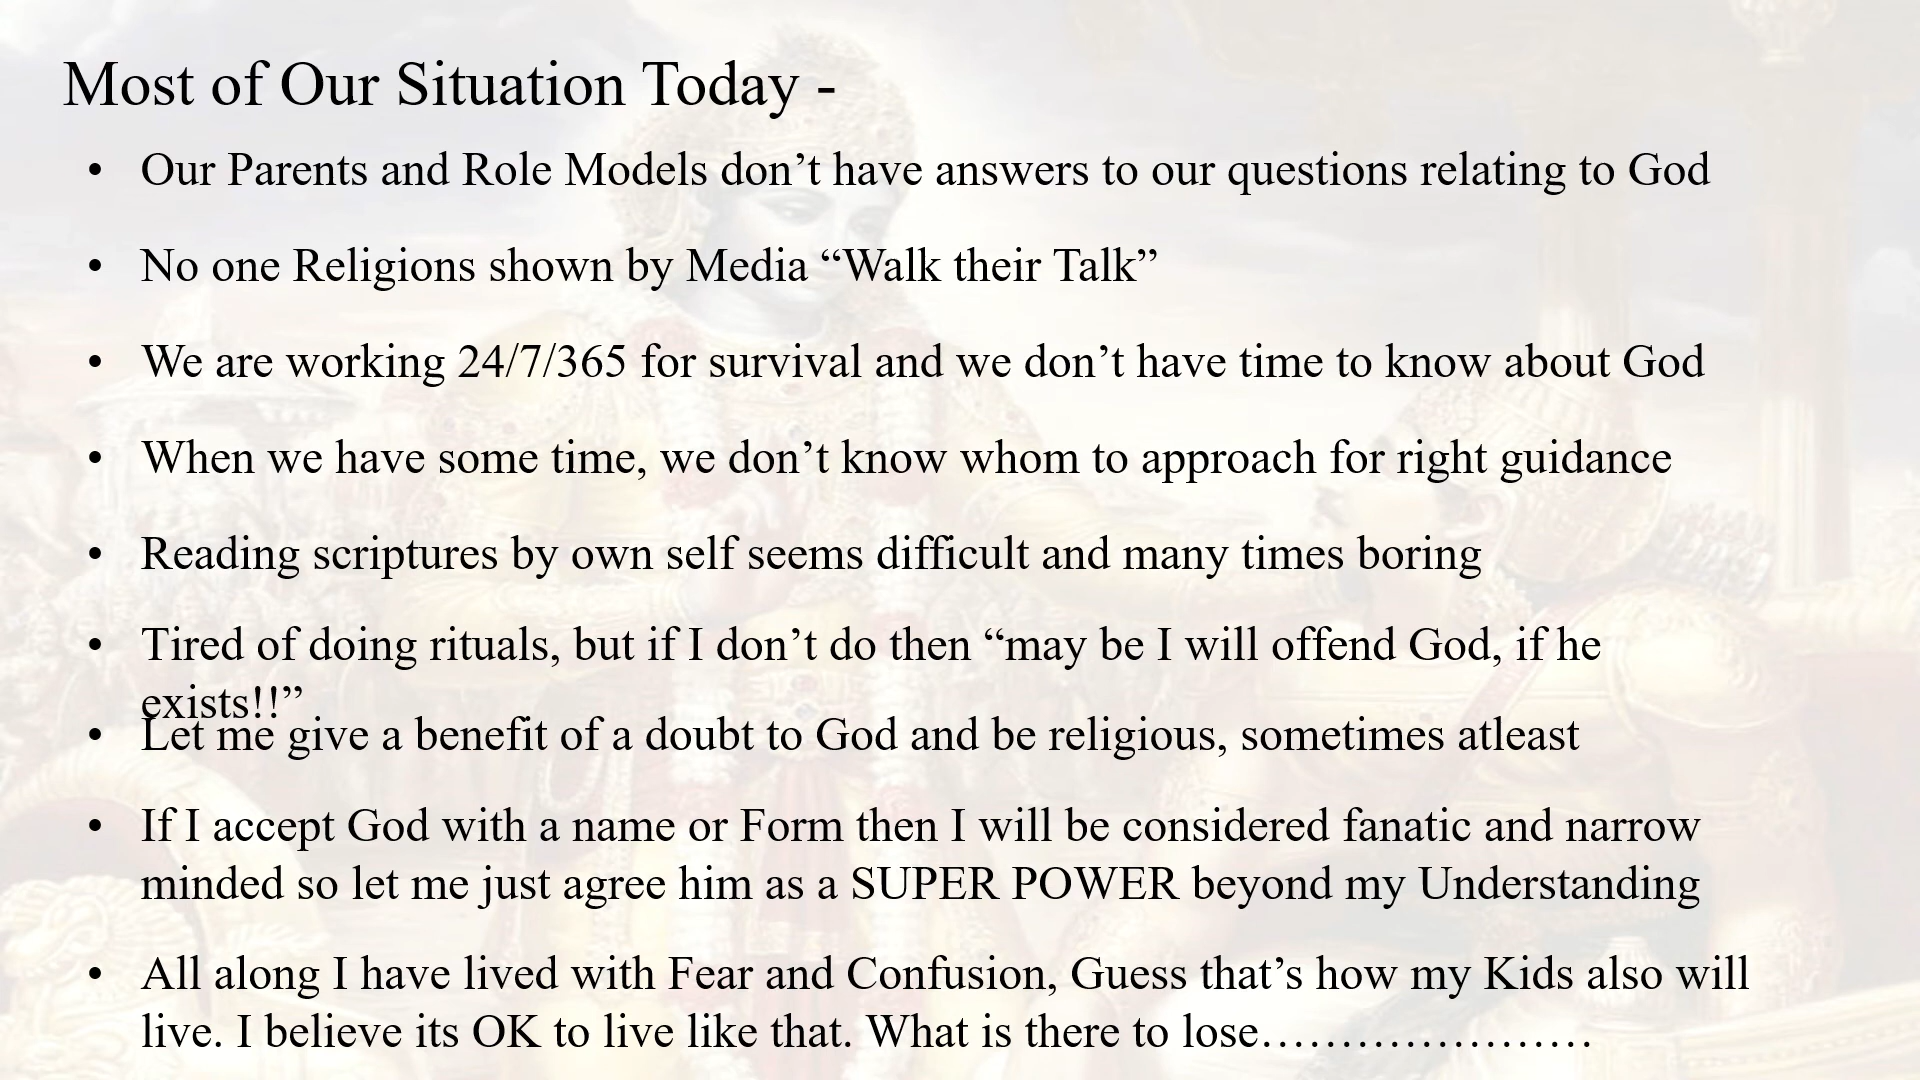 Most of Our Situation Today -
• Our Parents and Role Models don’t have answers to our questions relating to God
• No one Religions shown by Media “Walk their Talk”
• We are working 24/7/365 for survival and we don’t have time to know about God
• When we have some time, we don’t know whom to approach for right guidance
• Reading scriptures by own self seems difficult and many times boring
• Tired of doing rituals, but if I don’t do then “may be I will offend God, if he
exists!!”
• Let me give a benefit of a doubt to God and be religious, sometimes atleast
• If I accept God with a name or Form then I will be considered fanatic and narrow
minded so let me just agree him as a SUPER POWER beyond my Understanding
• All along I have lived with Fear and Confusion, Guess that’s how my Kids also will
live. I believe its OK to live like that. What is there to lose…………………